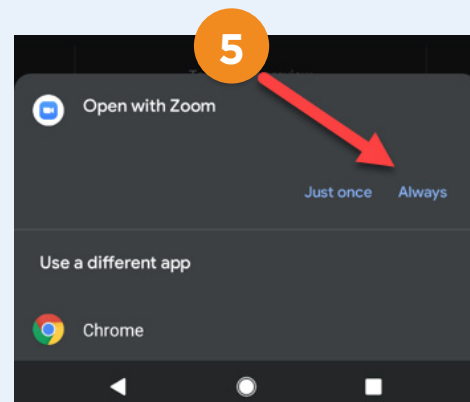 5
Open with Zoom
Just once Always
Use a different app
Chrome